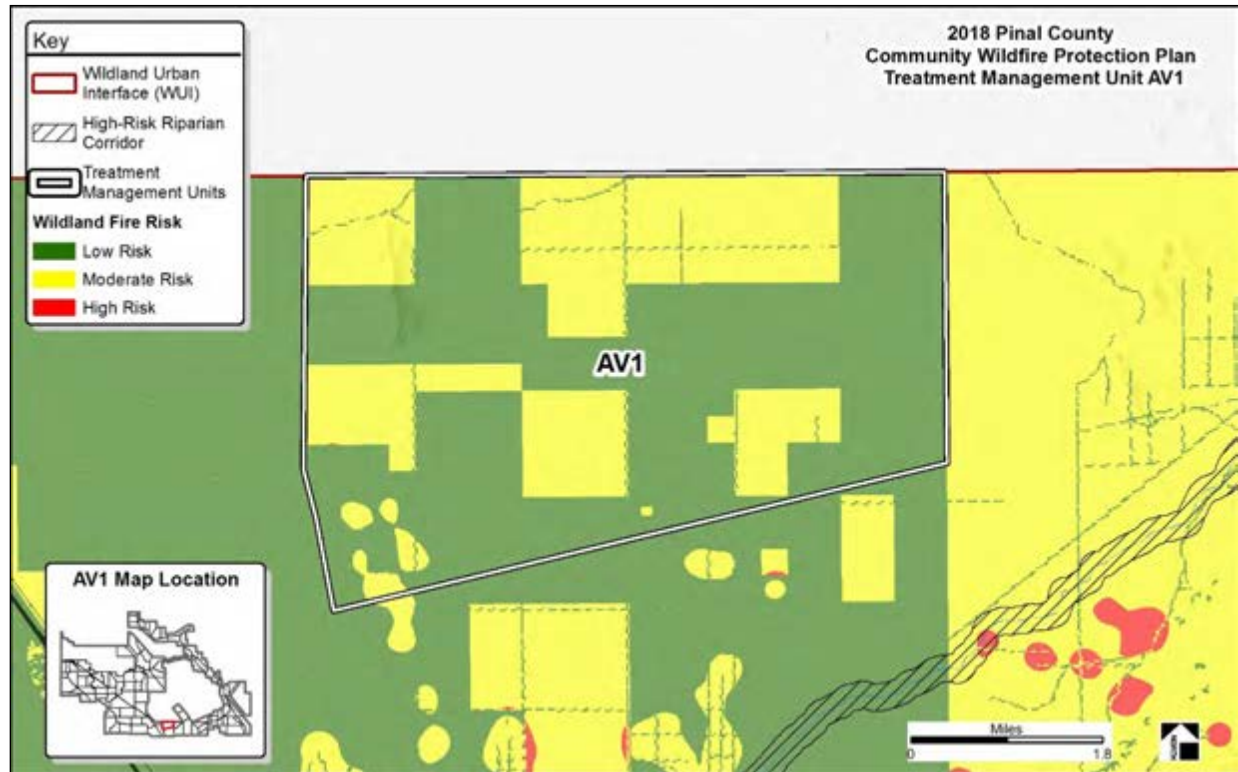 Key
Wildland Urban
Interface (WUI)
High-Risk Riparian
Corridor
Treatment
Management Units
Wildland Fire Risk
Low Risk
Moderate Risk
High Risk
2018 Pinal County
Community Wildfire Protection Plan
Treatment Management Unit AV1
AV1
AV1 Map Location
Miles
0 1.8